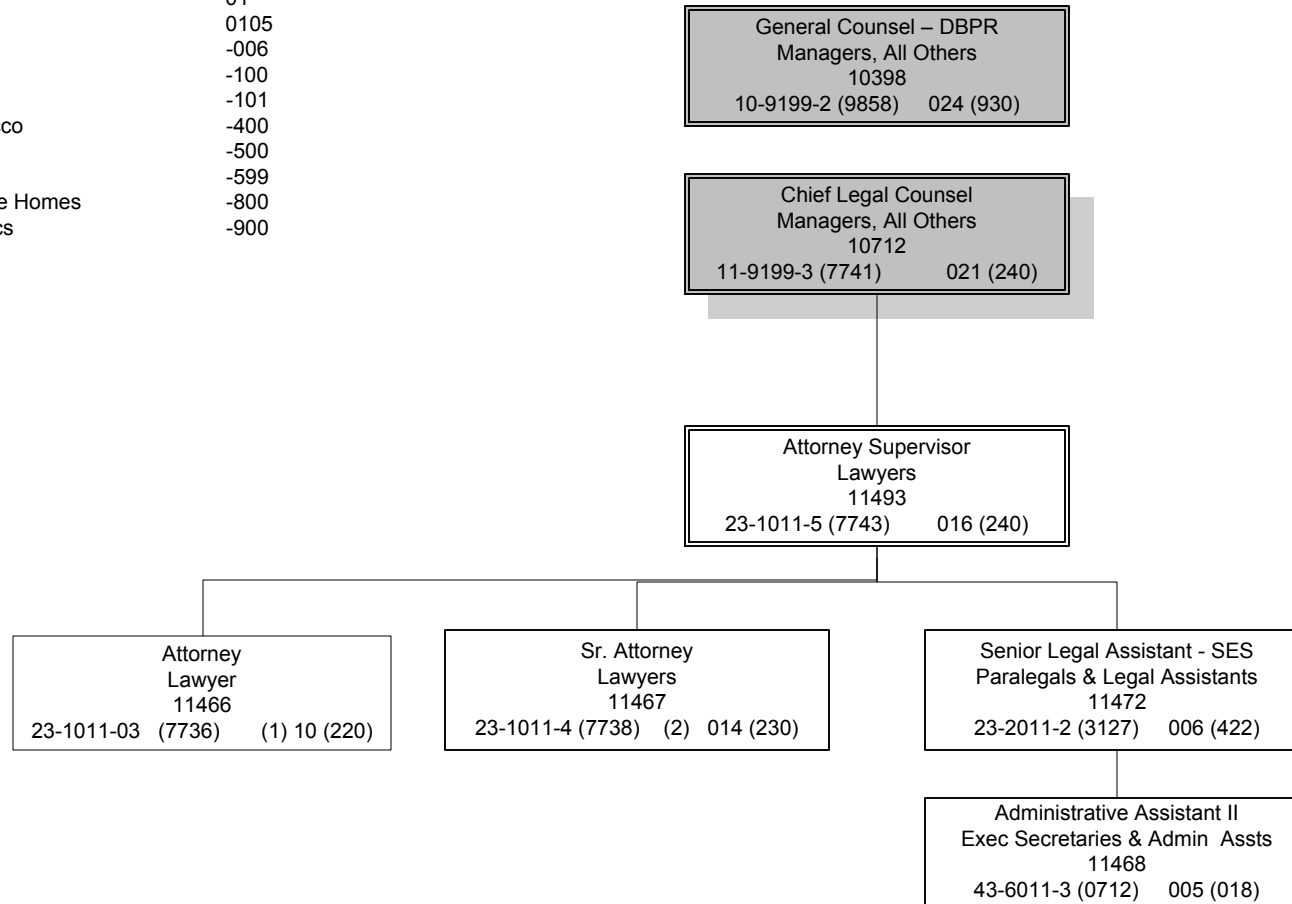 01
0105
-006
-100
-101
cco -400
-500
-599
e Homes -800
cs -900
General Counsel – DBPR
Managers, All Others
10398
10-9199-2 (9858) 024 (930)
Chief Legal Counsel
Managers, All Others
10712
11-9199-3 (7741) 021 (240)
Attorney Supervisor
Lawyers
11493
23-1011-5 (7743) 016 (240)
Attorney
Lawyer
11466
23-1011-03 (7736) (1) 10 (220)
Sr. Attorney
Lawyers
11467
23-1011-4 (7738) (2) 014 (230)
Senior Legal Assistant - SES
Paralegals & Legal Assistants
11472
23-2011-2 (3127) 006 (422)
Administrative Assistant II
Exec Secretaries & Admin Assts
11468
43-6011-3 (0712) 005 (018)